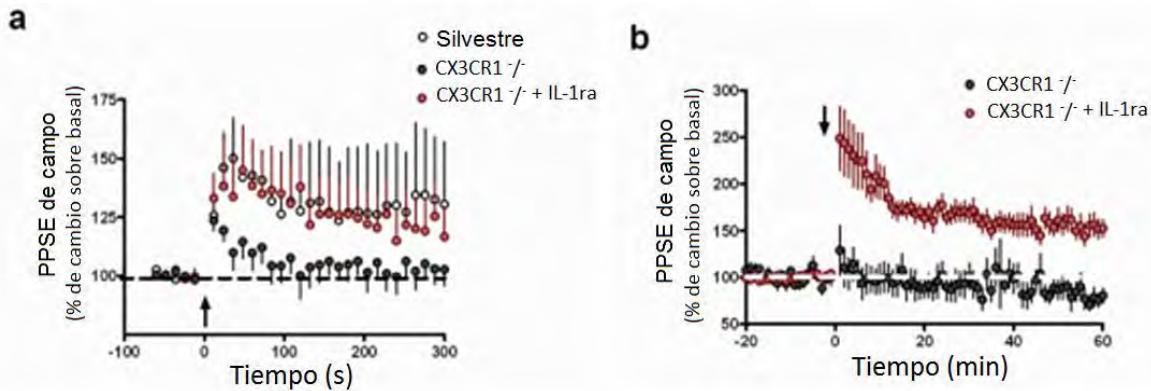 a
Silvestre
CX3CR1 -/-
CX3CR1 -/- + IL-1ra
PPSE de campo
(% de cambio sobre basal)
175
150
125
100
-100
0
100
200
300
Tiempo (s)
b
CX3CR1 -/-
CX3CR1 -/- + IL-1ra
PPSE de campo
(% de cambio sobre basal)
300
250
200
150
100
50
-20
0
20
40
60
Tiempo (min)